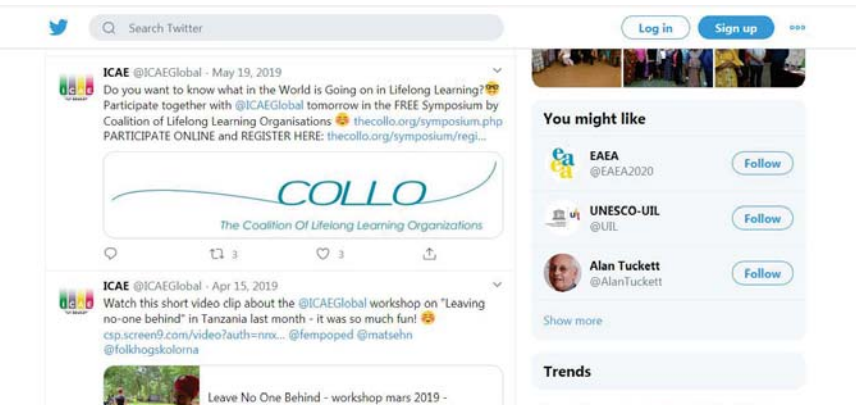 Search Twitter
Log in
Sign up
ICAE @ICAEGlobal - May 19, 2019
Do you want to know what in the World is Going on in Lifelong Learning?
Participate together with @ICAEGlobal tomorrow in the FREE Symposium by
Coalition of Lifelong Learning Organisations thecollo.org/symposium.php
PARTICIPATE ONLINE and REGISTER HERE: thecollo.org/symposium/regi...
COLLO
The Coalition Of Lifelong Learning Organizations
3
3
ICAE @ICAEGlobal - Apr 15, 2019
Watch this short video clip about the @ICAEGlobal workshop on "Leaving
no-one behind" in Tanzania last month - it was so much fun!
csp.screen9.com/video?auth=nnx... @fempoped @matsehn
@folkhogskolorna
Leave No One Behind - workshop mars 2019 -
You might like
eaea
EAEA
@EAEA2020
Follow
UNESCO-UIL
@UIL
Follow
Alan Tuckett
@AlanTuckett
Follow
Show more
Trends